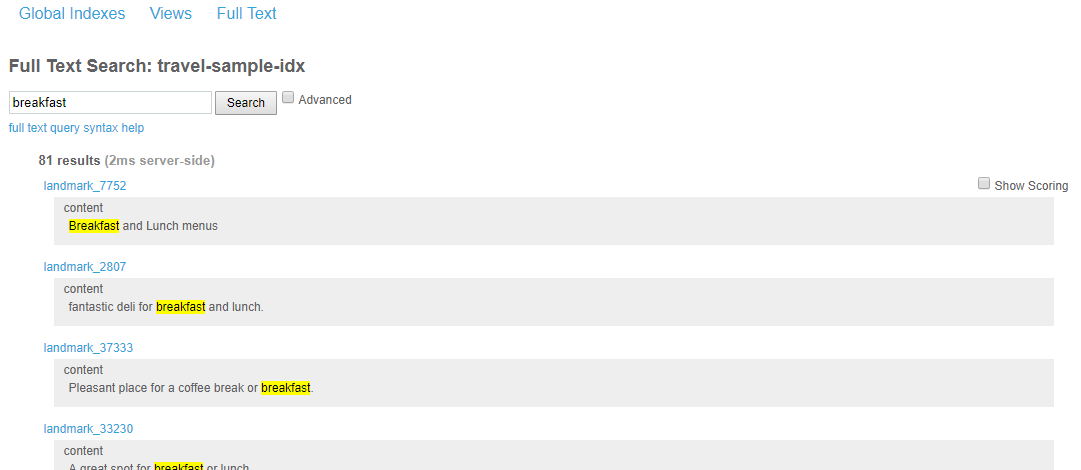 Global Indexes Views Full Text
Full Text Search: travel-sample-idx
breakfast Search Advanced
full text query syntax help
81 results (2ms server-side)
landmark_7752 Show Scoring
content
Breakfast and Lunch menus
landmark_2807
content
fantastic deli for breakfast and lunch.
landmark_37333
content
Pleasant place for a coffee break or breakfast.
landmark_33230
content
A great spot for breakfast or lunch